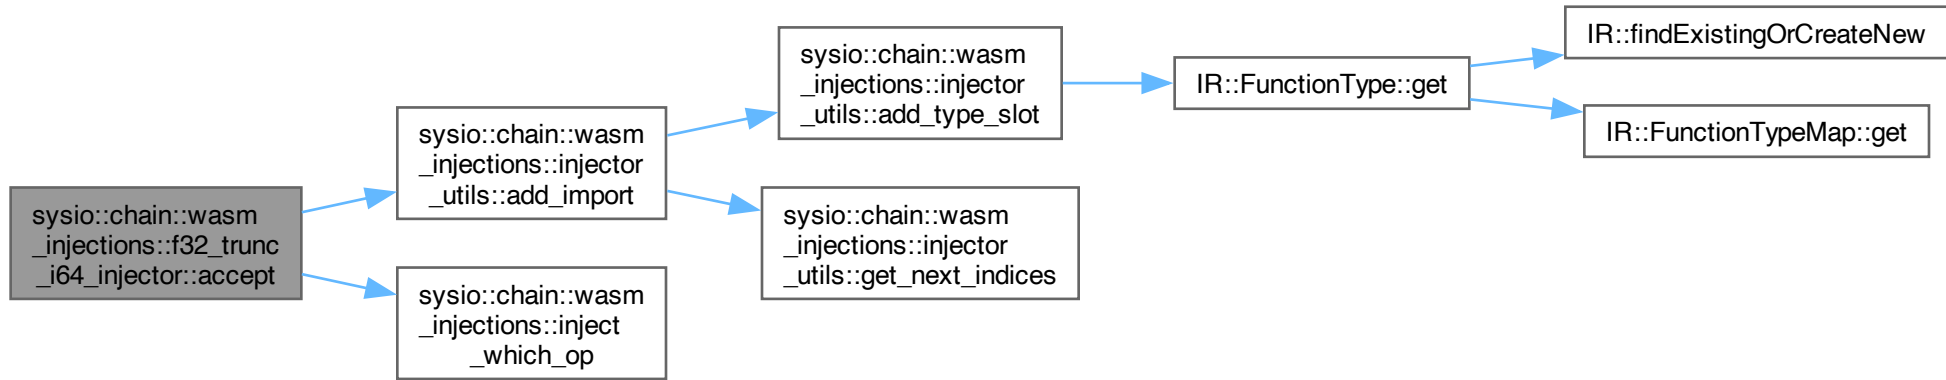 sysio::chain::wasm
_injections::f32_trunc
_i64_injector::accept
sysio::chain::wasm
_injections::injector
_utils::add_import
sysio::chain::wasm
_injections::inject
_which_op
sysio::chain::wasm
_injections::injector
_utils::add_type_slot
sysio::chain::wasm
_injections::injector
_utils::get_next_indices
IR::FunctionType::get
IR::findExistingOrCreateNew
IR::FunctionTypeMap::get